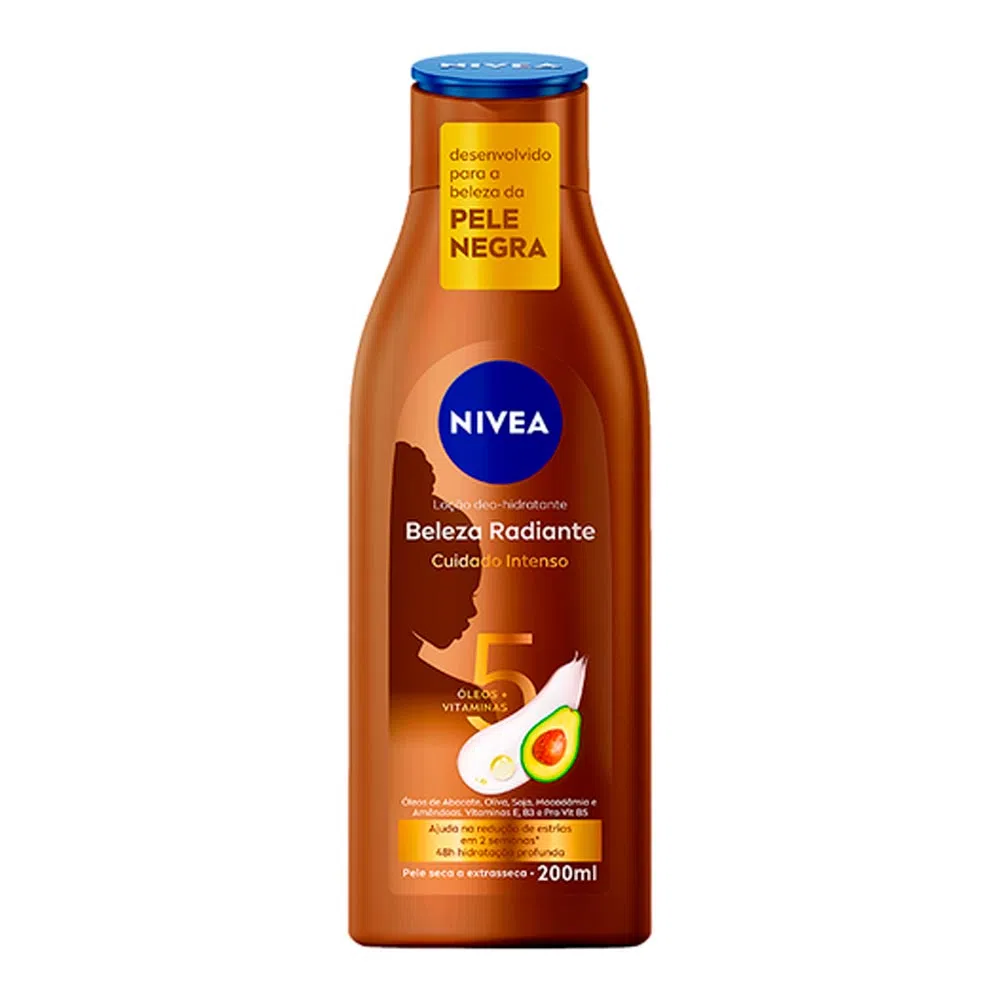 NIVEA
desenvolvido
para a
beleza da
PELE
NEGRA
NIVEA
Loção deo-hidratante
Beleza Radiante
Cuidado Intenso
5
ÓLEOS +
VITAMINAS
Óleos de Abacate, Oliva, Soja, Macadâmia e
Amêndoas, Vitaminas E, B3 e Pro Vit B5
Ajuda na redução de estrias
em 2 semanas*
48h hidratação profunda
Pele seca a extrasseca • 200ml